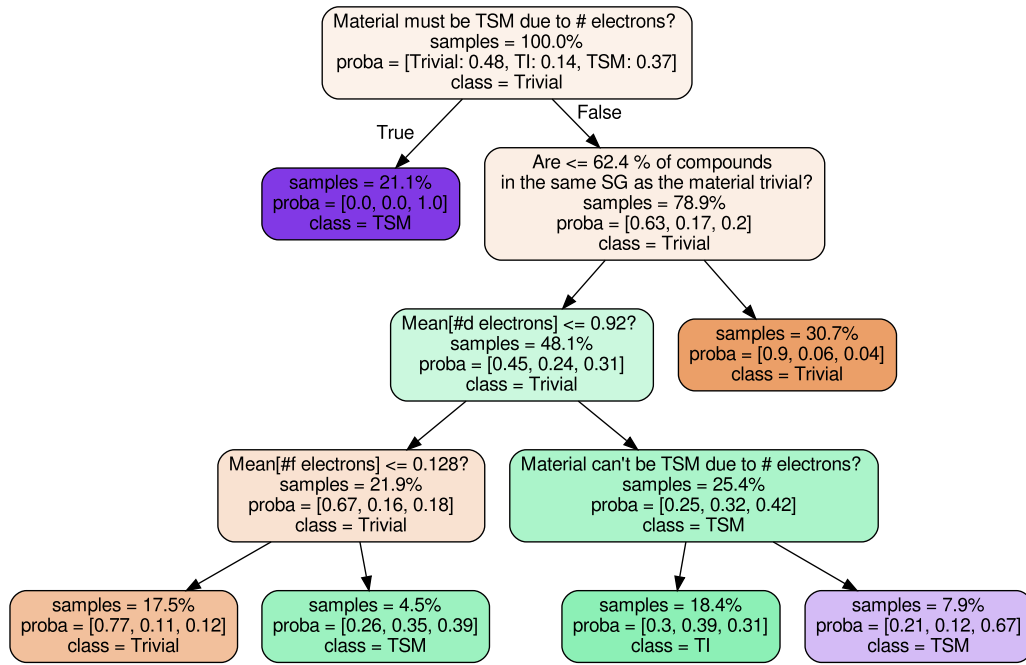 Material must be TSM due to # electrons?
samples = 100.0%
proba = [Trivial: 0.48, TI: 0.14, TSM: 0.37]
class = Trivial
True
False
samples = 21.1%
proba = [0.0, 0.0, 1.0]
class = TSM
Are <= 62.4 % of compounds
in the same SG as the material trivial?
samples = 78.9%
proba = [0.63, 0.17, 0.2]
class = Trivial
Mean[#d electrons] <= 0.92?
samples = 48.1%
proba = [0.45, 0.24, 0.31]
class = Trivial
samples = 30.7%
proba = [0.9, 0.06, 0.04]
class = Trivial
Mean[#f electrons] <= 0.128?
samples = 21.9%
proba = [0.67, 0.16, 0.18]
class = Trivial
Material can't be TSM due to # electrons?
samples = 25.4%
proba = [0.25, 0.32, 0.42]
class = TSM
samples = 17.5%
proba = [0.77, 0.11, 0.12]
class = Trivial
samples = 4.5%
proba = [0.26, 0.35, 0.39]
class = TSM
samples = 18.4%
proba = [0.3, 0.39, 0.31]
class = TI
samples = 7.9%
proba = [0.21, 0.12, 0.67]
class = TSM